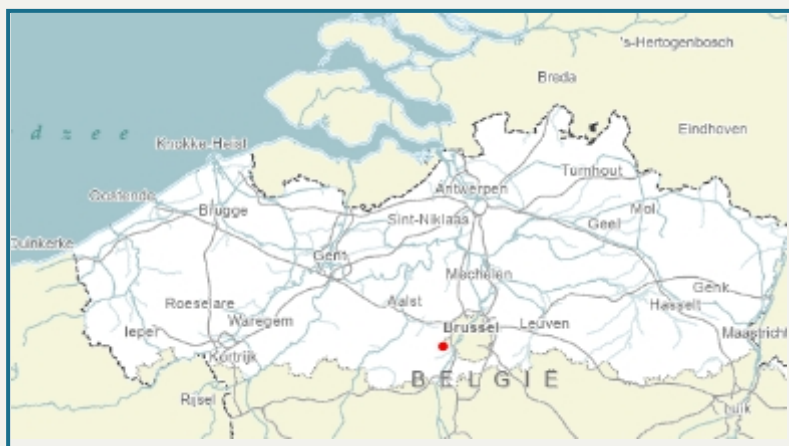 's-Hertogenbosch
Breda
Eindhoven
d z e e
Knokke-Heist
Turnhout
Antwerpen
Oostende
Brugge
Sint-Niklaas
Geel
Mol
Duinkerke
Gent
Mechelen
Genk
Roeselare
Aalst
Hasselt
Ieper
Waregem
Brussel
Leuven
Maastricht
Kortrijk
BELGIË
Rijsel
Luik